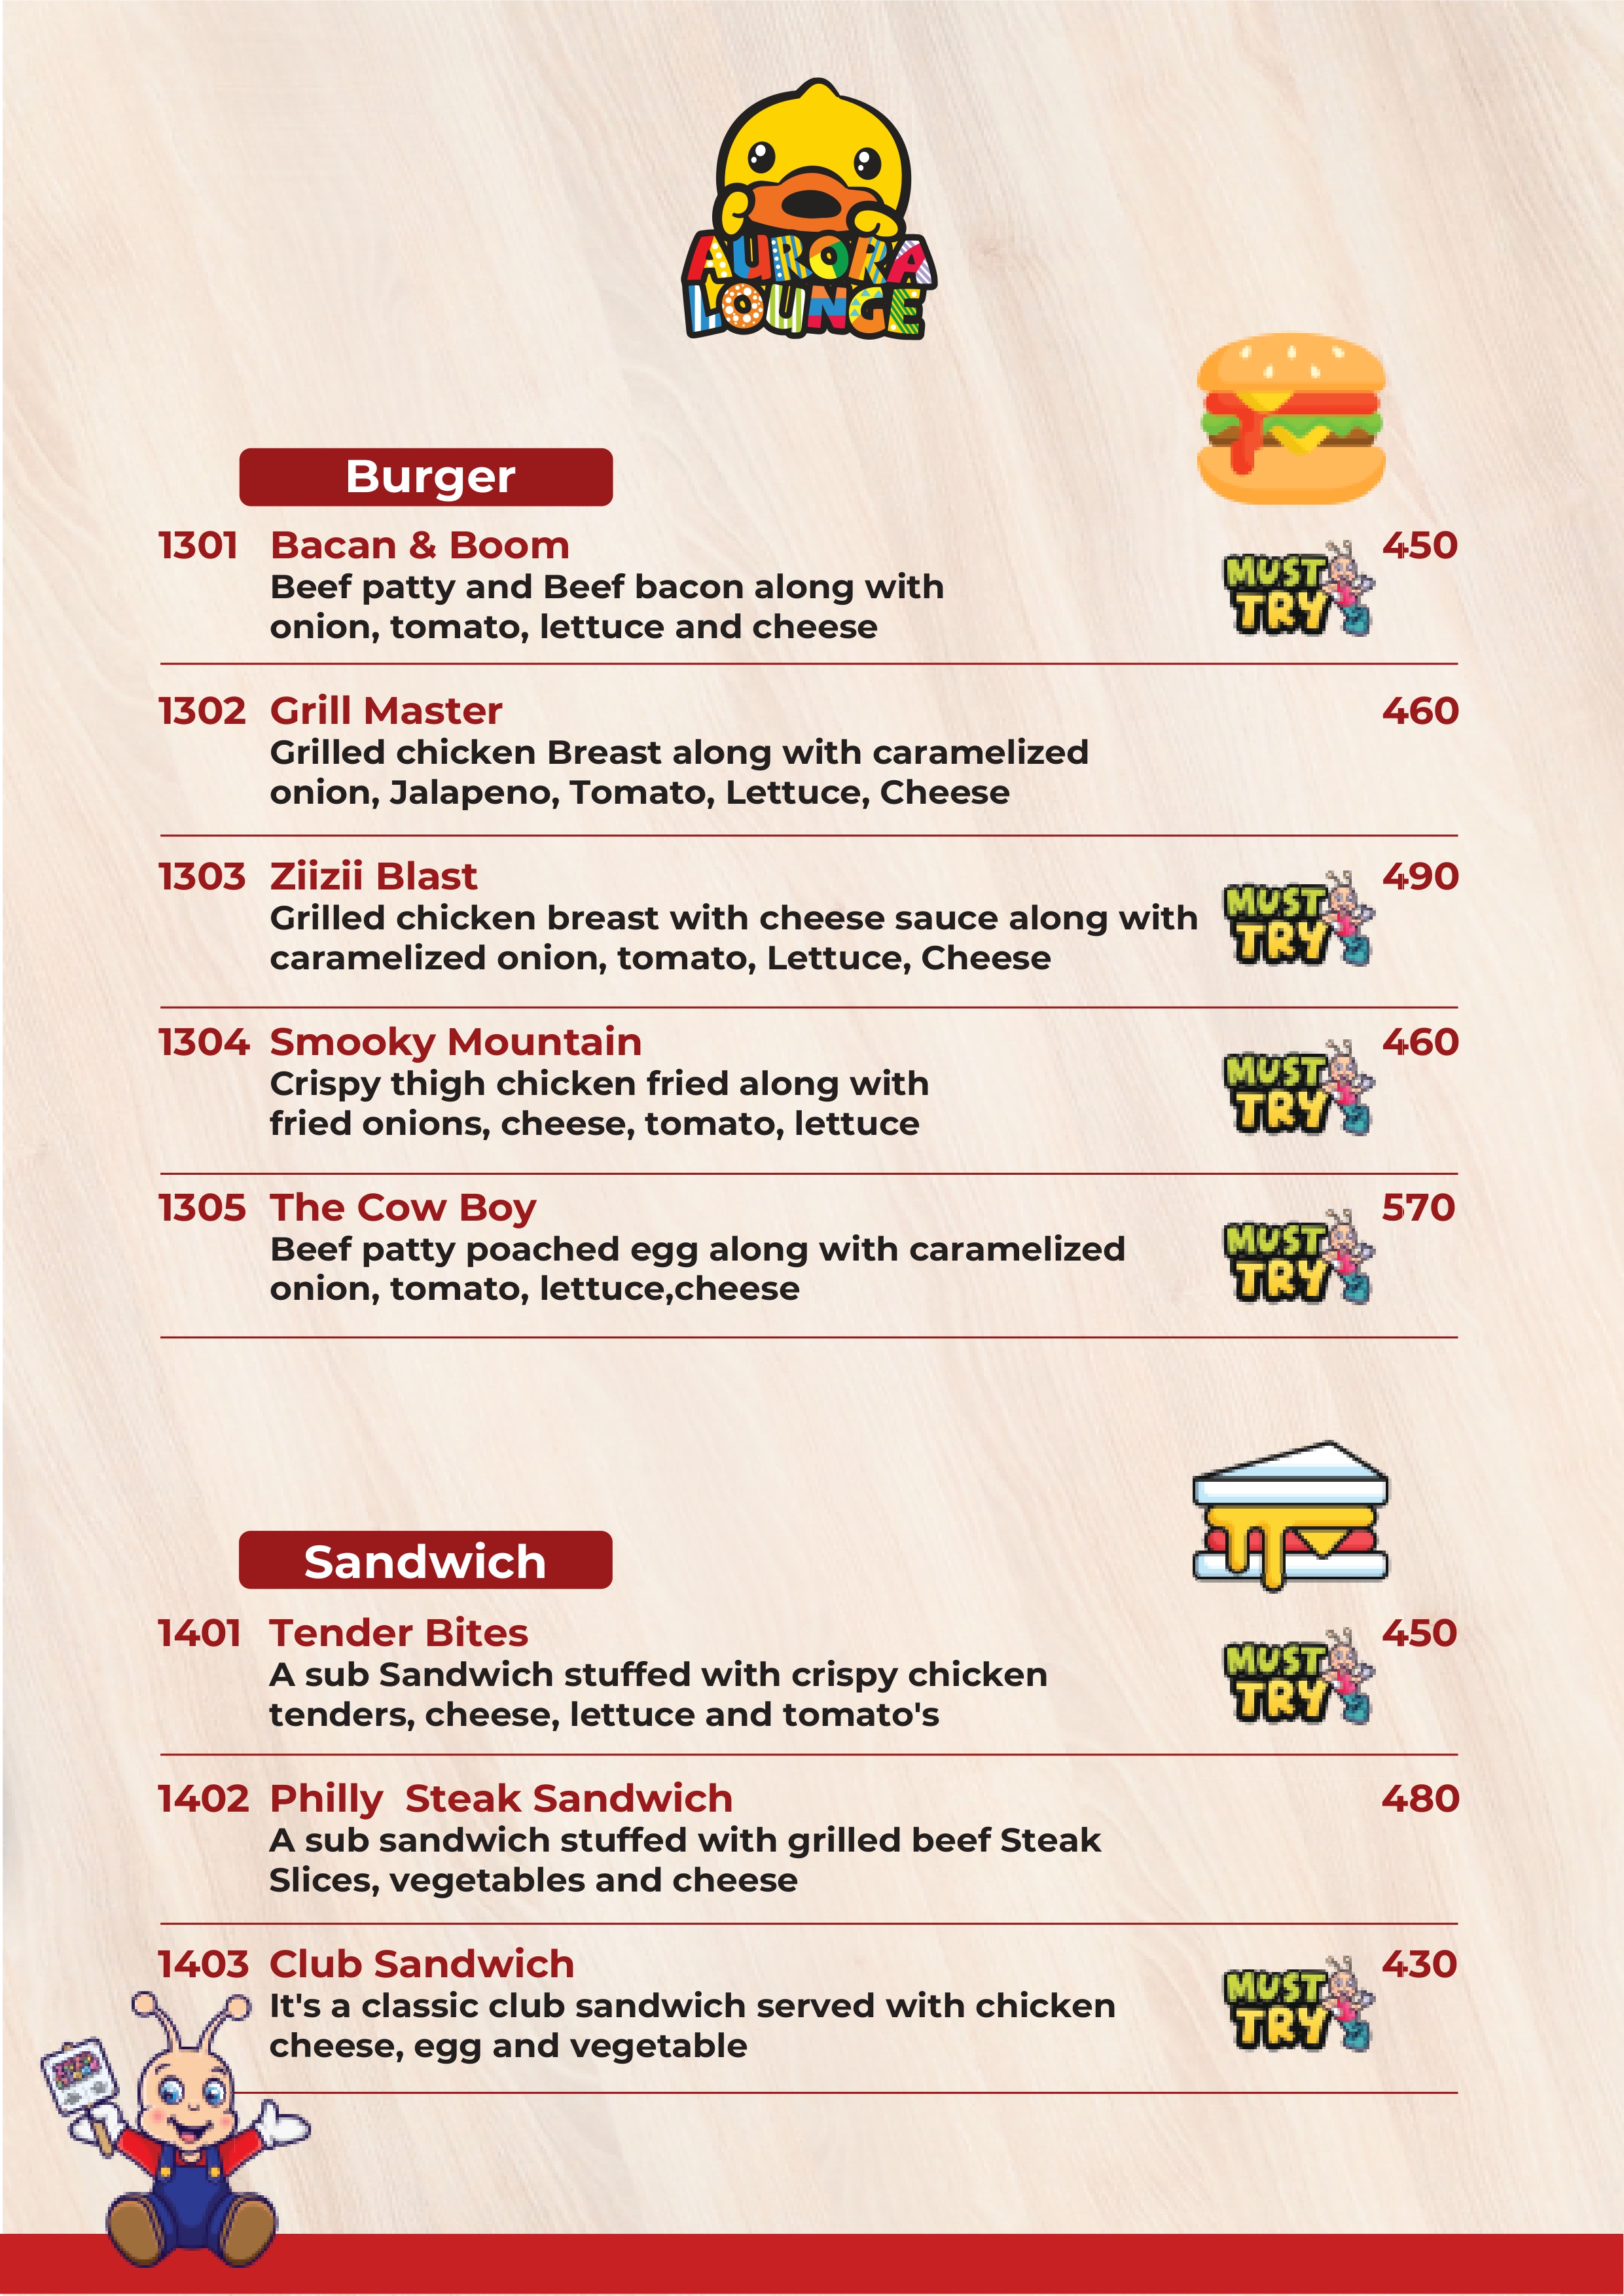 AURORA
LOUNGE
Burger
1301 Bacan & Boom 450
Beef patty and Beef bacon along with
onion, tomato, lettuce and cheese
MUST
TRY
1302 Grill Master 460
Grilled chicken Breast along with caramelized
onion, Jalapeno, Tomato, Lettuce, Cheese
1303 Ziizii Blast 490
Grilled chicken breast with cheese sauce along with
caramelized onion, tomato, Lettuce, Cheese
MUST
TRY
1304 Smooky Mountain 460
Crispy thigh chicken fried along with
fried onions, cheese, tomato, lettuce
MUST
TRY
1305 The Cow Boy 570
Beef patty poached egg along with caramelized
onion, tomato, lettuce,cheese
MUST
TRY
Sandwich
1401 Tender Bites 450
A sub Sandwich stuffed with crispy chicken
tenders, cheese, lettuce and tomato's
MUST
TRY
1402 Philly  Steak Sandwich 480
A sub sandwich stuffed with grilled beef Steak
Slices, vegetables and cheese
1403 Club Sandwich 430
It's a classic club sandwich served with chicken
cheese, egg and vegetable
MUST
TRY